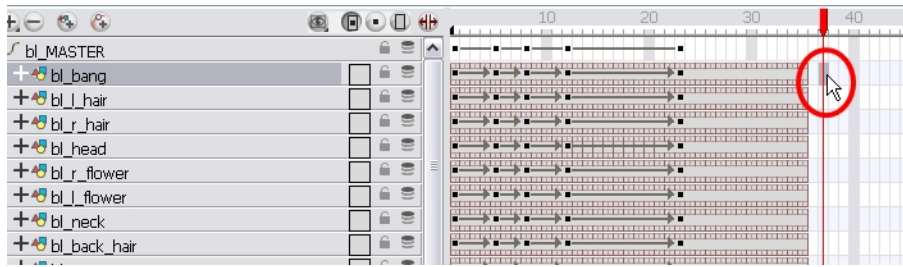 10 20 30 40
bl_MASTER
bl_bang
bl_l_hair
bl_r_hair
bl_head
bl_r_flower
bl_l_flower
bl_neck
bl_back_hair